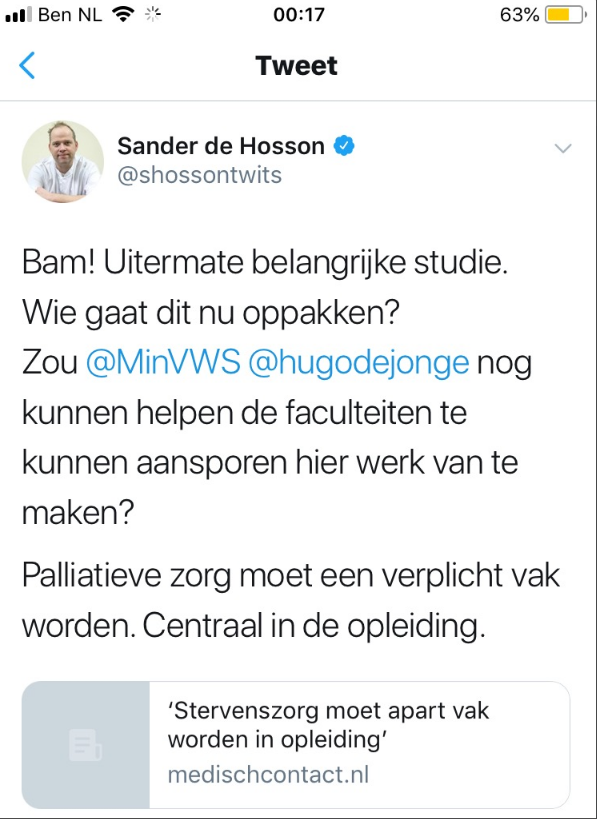 Ben NL 00:17 63%
Tweet
Sander de Hosson
@shossontwits
Bam! Uitermate belangrijke studie.
Wie gaat dit nu oppakken?
Zou @MinVWS @hugodejonge nog
kunnen helpen de faculteiten te
kunnen aansporen hier werk van te
maken?
Palliatieve zorg moet een verplicht vak
worden. Centraal in de opleiding.
‘Stervenszorg moet apart vak
worden in opleiding’
medischcontact.nl